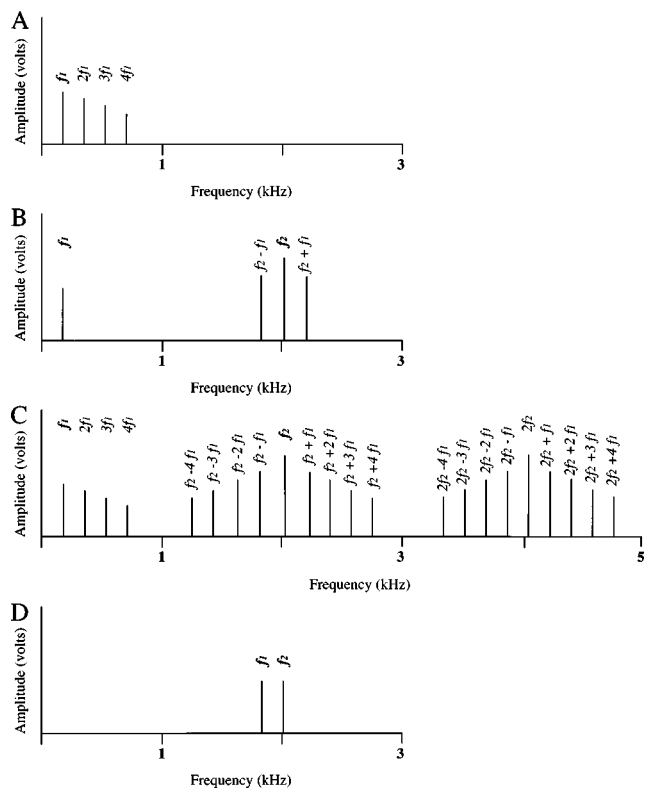 A
Amplitude (volts)
f1 2f1 3f1 4f1
1 3
Frequency (kHz)
B
Amplitude (volts)
f1 f2 - f1 f2 f2 + f1
1 3
Frequency (kHz)
C
Amplitude (volts)
f1 2f1 3f1 4f1 f2 -4 f1 f2 -3 f1 f2 -2 f1 f2 - f1 f2 f2 + f1 f2 +2 f1 f2 +3 f1 f2 +4 f1 2f2 -4 f1 2f2 -3 f1 2f2 -2 f1 2f2 - f1 2f2 2f2 + f1 2f2 +2 f1 2f2 +3 f1 2f2 +4 f1
1 3 5
Frequency (kHz)
D
Amplitude (volts)
f1 f2
1 3
Frequency (kHz)